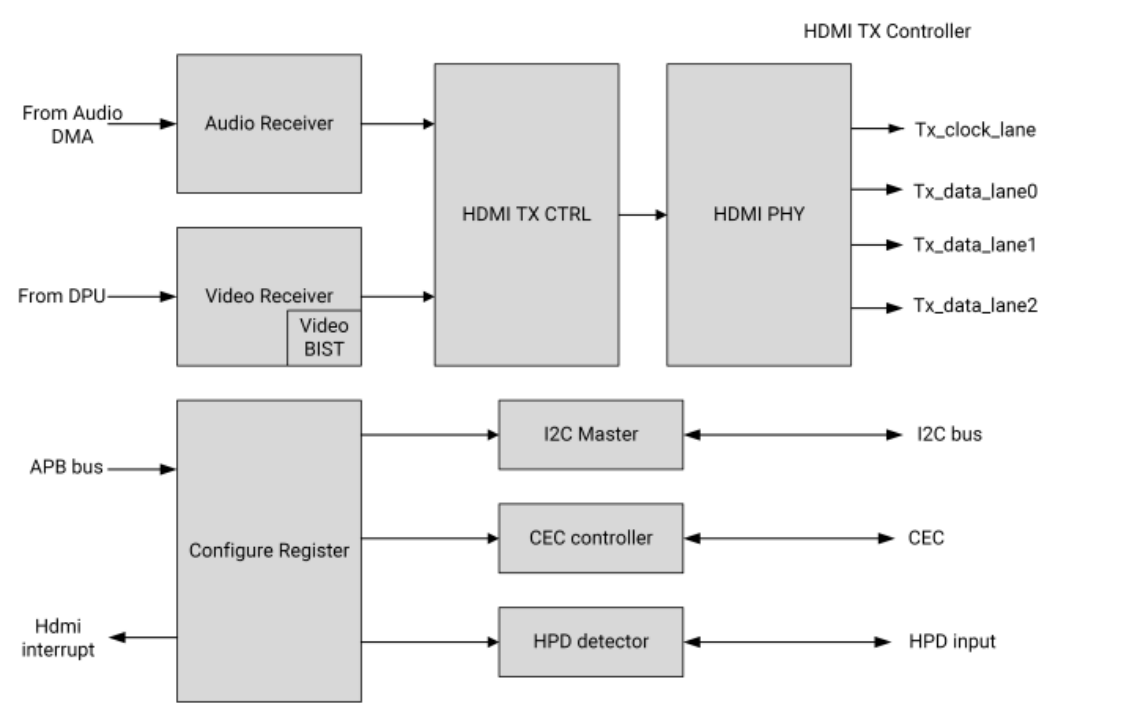 HDMI TX Controller
From Audio
DMA
Audio Receiver
HDMI TX CTRL
HDMI PHY
Tx_clock_lane
Tx_data_lane0
Tx_data_lane1
Tx_data_lane2
From DPU
Video Receiver
Video
BIST
APB bus
Configure Register
Hdmi
interrupt
I2C Master
I2C bus
CEC controller
CEC
HPD detector
HPD input